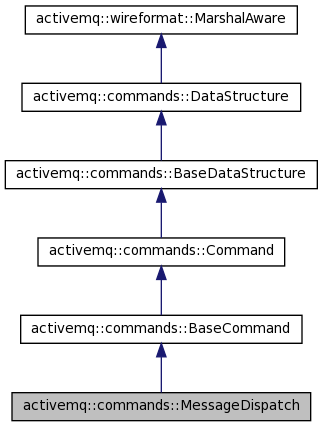 activemq::wireformat::MarshalAware
activemq::commands::DataStructure
activemq::commands::BaseDataStructure
activemq::commands::Command
activemq::commands::BaseCommand
activemq::commands::MessageDispatch